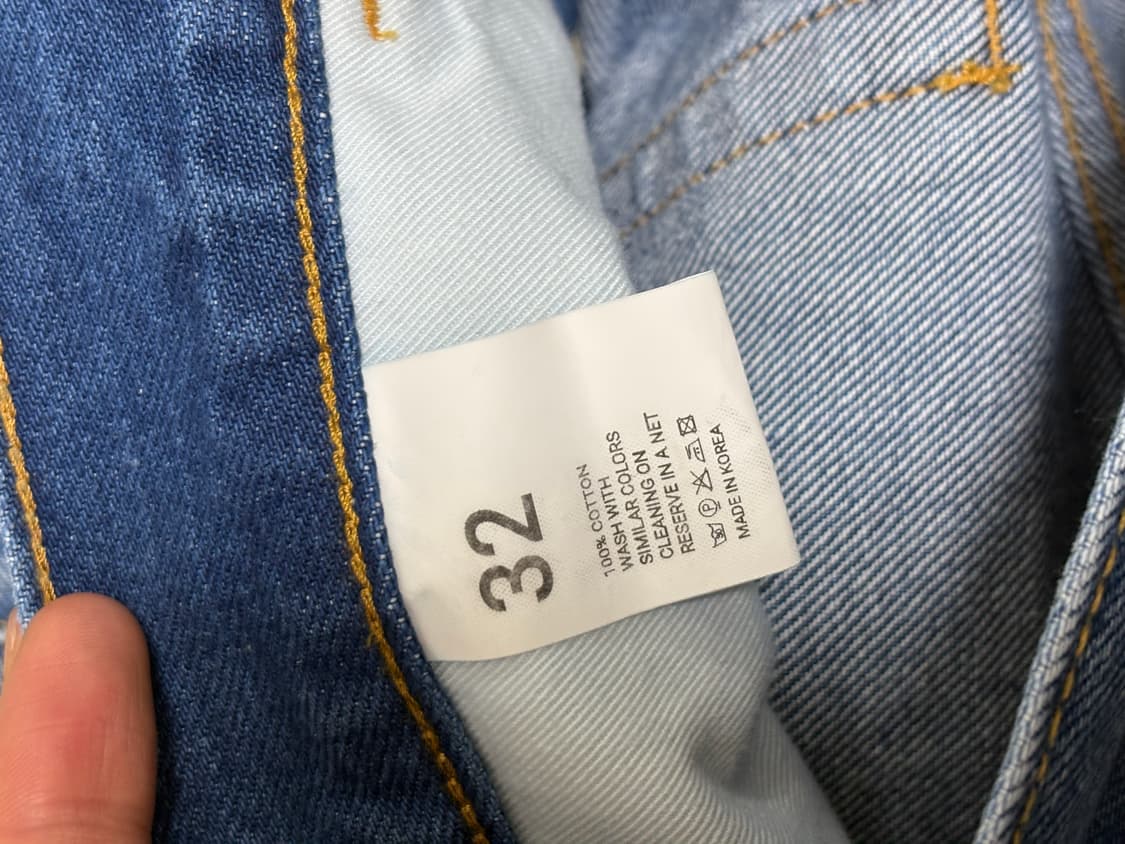 32
100% COTTON
WASH WITH
SIMILAR COLORS
CLEANING ON
RESERVE IN A NET
MADE IN KOREA